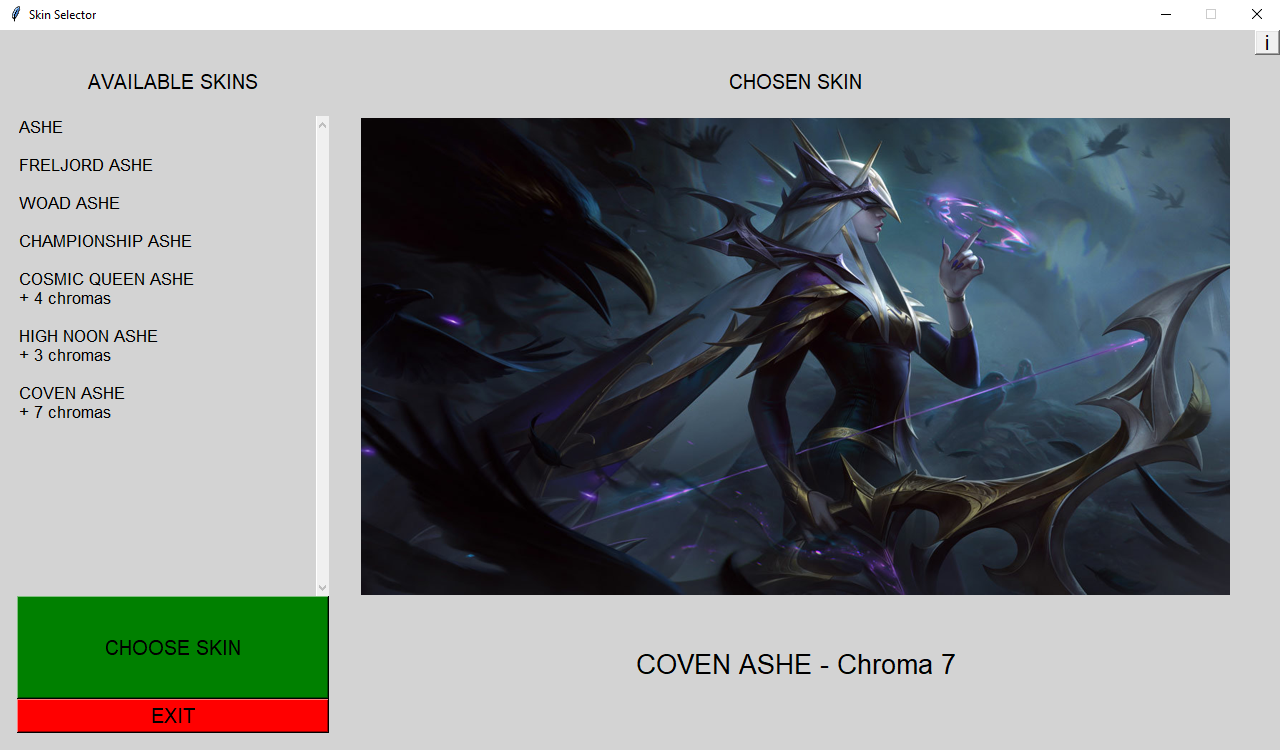 Skin Selector
i
AVAILABLE SKINS
CHOSEN SKIN
ASHE
FRELJORD ASHE
WOAD ASHE
CHAMPIONSHIP ASHE
COSMIC QUEEN ASHE
+ 4 chromas
HIGH NOON ASHE
+ 3 chromas
COVEN ASHE
+ 7 chromas
CHOOSE SKIN
EXIT
COVEN ASHE - Chroma 7